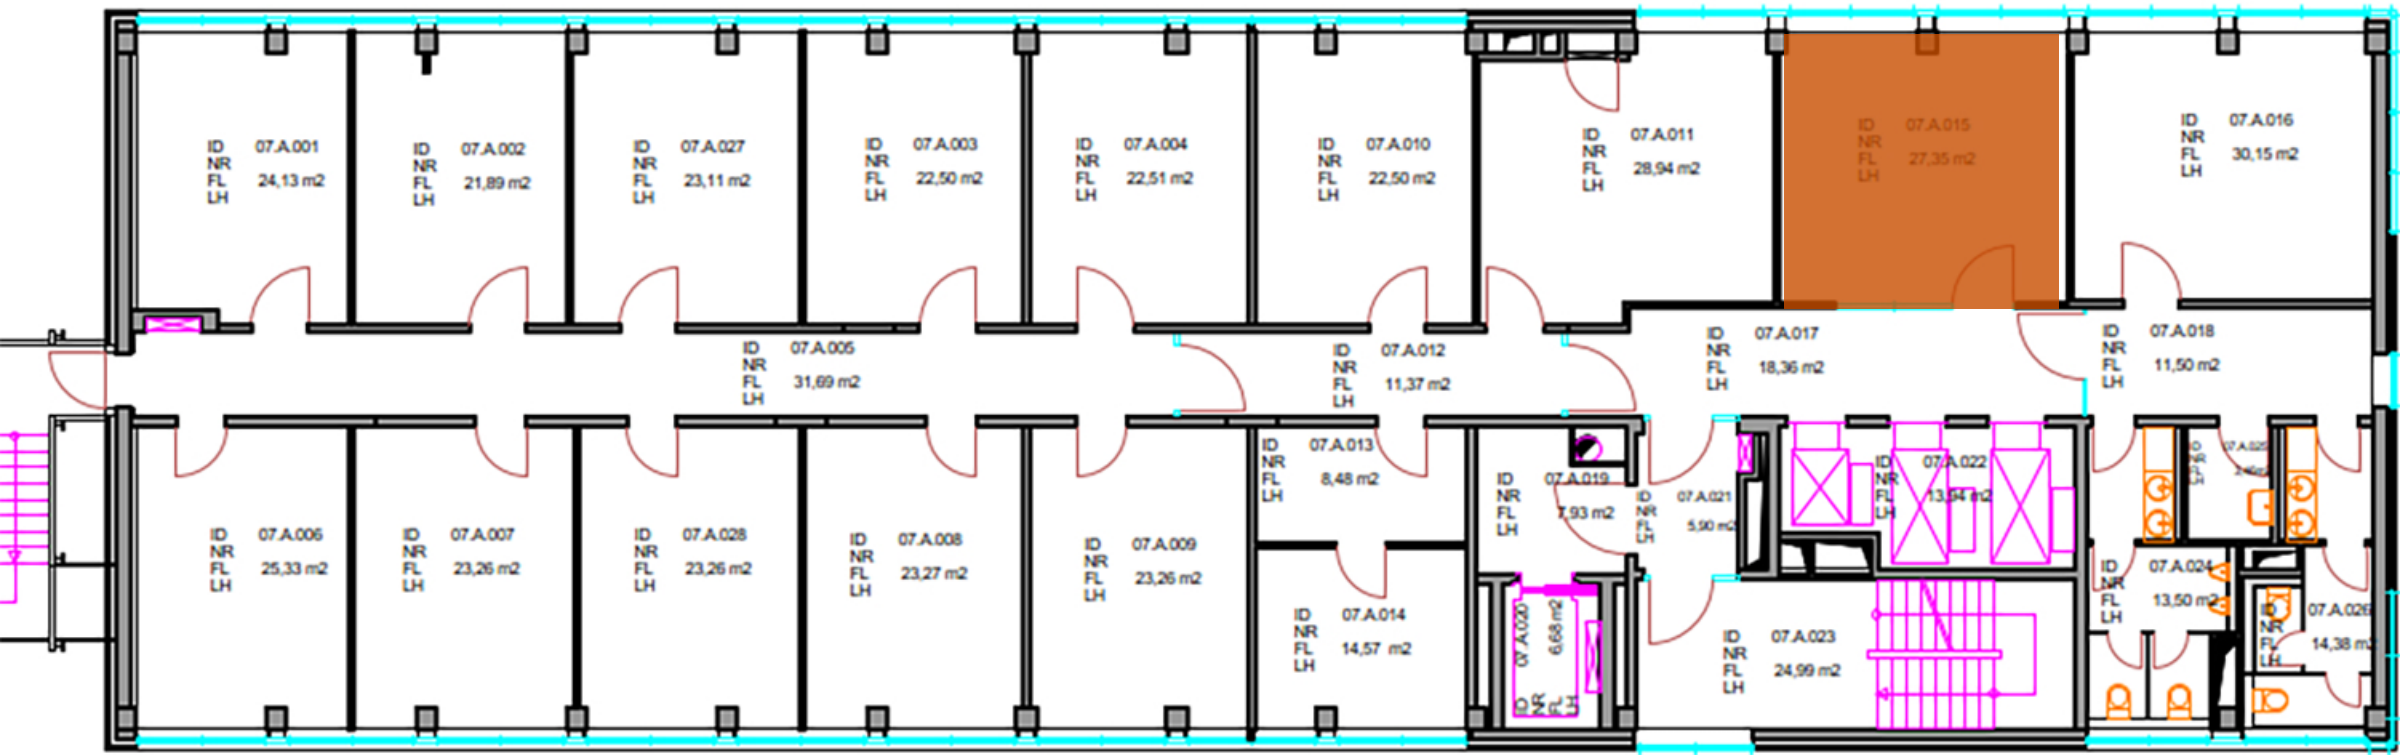 ID 07.A.001
NR
FL 24,13 m2
LH
ID 07.A.002
NR
FL 21,89 m2
LH
ID 07.A.027
NR
FL 23,11 m2
LH
ID 07.A.003
NR
FL 22,50 m2
LH
ID 07.A.004
NR
FL 22,51 m2
LH
ID 07.A.010
NR
FL 22,50 m2
LH
ID 07.A.011
NR
FL 28,94 m2
LH
ID 07.A.015
NR
FL 27,35 m2
LH
ID 07.A.016
NR
FL 30,15 m2
LH
ID 07.A.005
NR
FL 31,69 m2
LH
ID 07.A.012
NR
FL 11,37 m2
LH
ID 07.A.017
NR
FL 18,36 m2
LH
ID 07.A.018
NR
FL 11,50 m2
LH
ID 07.A.006
NR
FL 25,33 m2
LH
ID 07.A.007
NR
FL 23,26 m2
LH
ID 07.A.028
NR
FL 23,26 m2
LH
ID 07.A.008
NR
FL 23,27 m2
LH
ID 07.A.009
NR
FL 23,26 m2
LH
ID 07.A.013
NR
FL 8,48 m2
LH
ID 07.A.014
NR
FL 14,57 m2
LH
ID 07.A.019
NR
FL 7,93 m2
LH
ID 07.A.020
NR
FL 6,68 m2
LH
ID 07.A.021
NR
FL 5,90 m2
LH
ID 07.A.022
NR
FL 13,94 m2
LH
ID 07.A.023
NR
FL 24,99 m2
LH
ID 07.A.025
NR
FL
LH
ID 07.A.024
NR
FL 13,50 m2
LH
ID 07.A.026
NR
FL 14,38 m2
LH